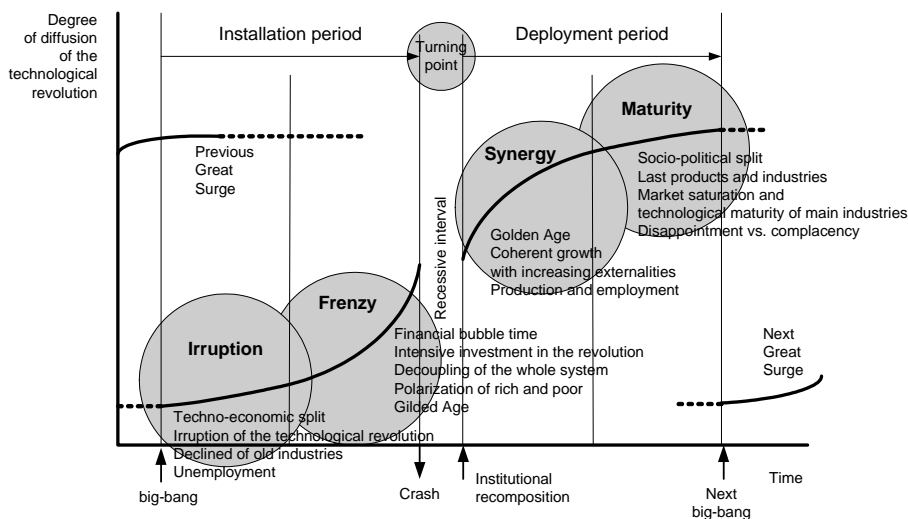 Degree
of diffusion
of the
technological
revolution
Installation period
Turning
point
Deployment period
Previous
Great
Surge
Maturity
Socio-political split
Last products and industries
Market saturation and
technological maturity of main industries
Disappointment vs. complacency
Synergy
Golden Age
Coherent growth
with increasing externalities
Production and employment
Recessive interval
Frenzy
Financial bubble time
Intensive investment in the revolution
Decoupling of the whole system
Polarization of rich and poor
Gilded Age
Irruption
Techno-economic split
Irruption of the technological revolution
Declined of old industries
Unemployment
Next
Great
Surge
big-bang
Crash
Institutional
recomposition
Next
big-bang
Time